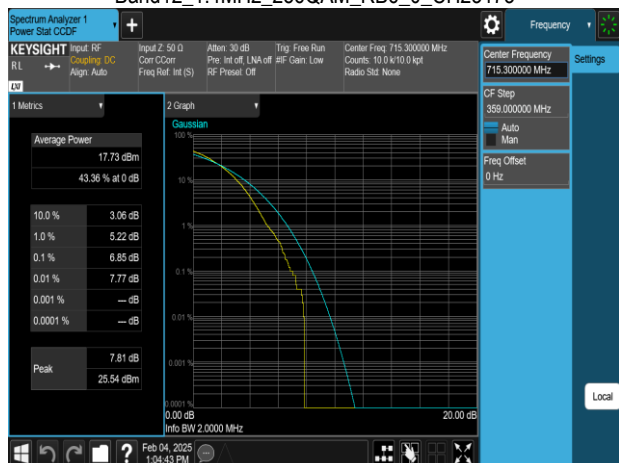 Spectrum Analyzer 1
Power Stat CCDF
Frequency
KEYSIGHT
Input: RF
Coupling: DC
Align: Auto
RL
LXI
Input Z: 50 Ω
Corr CCorr
Freq Ref: Int (S)
Atten: 30 dB
Pre: Int off, LNA off
RF Preset: Off
Trig: Free Run
#IF Gain: Low
Center Freq: 715.300000 MHz
Counts: 10.0 k/10.0 kpt
Radio Std: None
1 Metrics
Average Power
17.73 dBm
43.36 % at 0 dB
10.0 % 3.06 dB
1.0 % 5.22 dB
0.1 % 6.85 dB
0.01 % 7.77 dB
0.001 % --- dB
0.0001 % --- dB
Peak
7.81 dB
25.54 dBm
2 Graph
Gaussian
100 %
10 %
1 %
0.1 %
0.01 %
0.001 %
0.0001 %
0.00 dB 20.00 dB
Info BW 2.0000 MHz
Center Frequency
715.300000 MHz
Settings
CF Step
359.000000 MHz
Auto
Man
Freq Offset
0 Hz
Local
Feb 04, 2025
1:04:43 PM